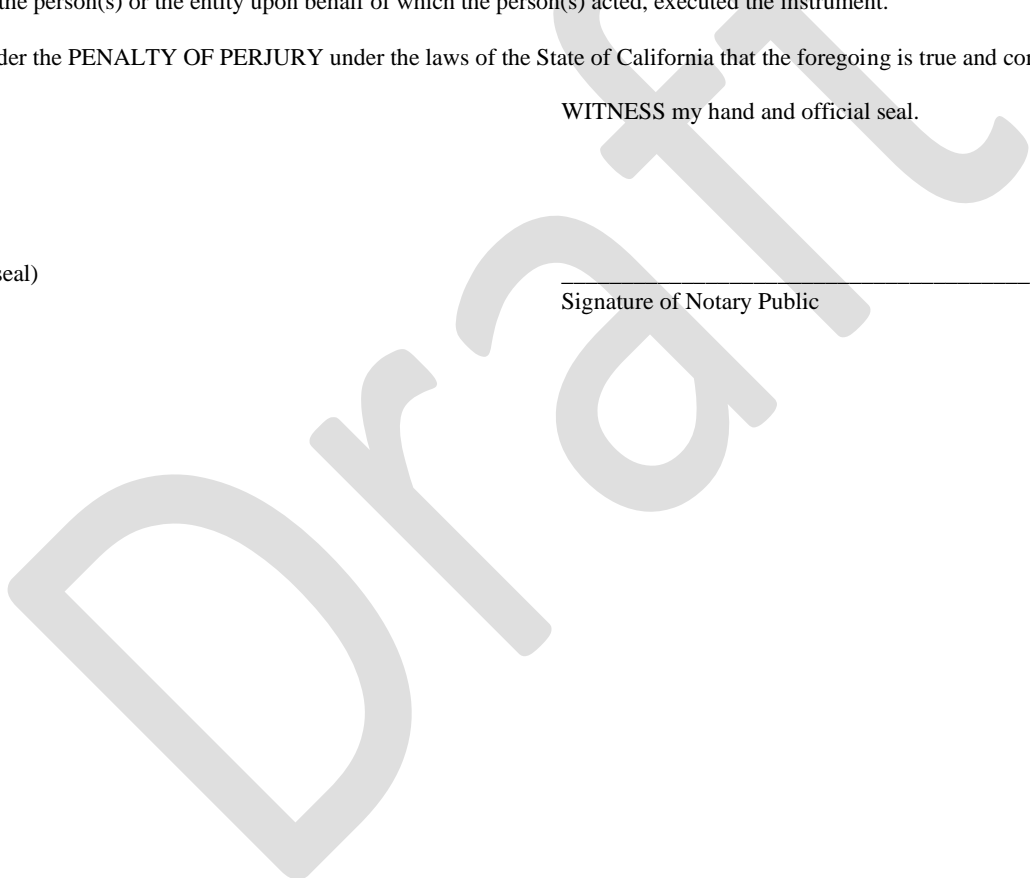 the person(s) or the entity upon behalf of which the person(s) acted, executed the instrument.
der the PENALTY OF PERJURY under the laws of the State of California that the foregoing is true and cor
WITNESS my hand and official seal.
seal) ________________________________________
Signature of Notary Public
Draft